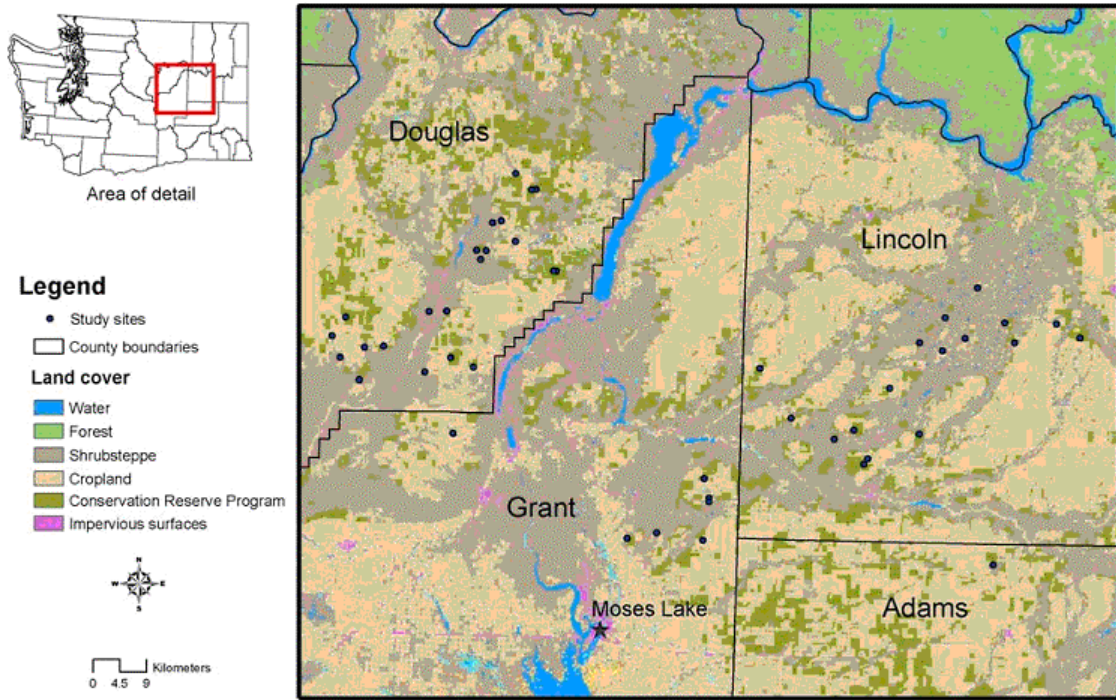 Area of detail
Legend
Study sites
County boundaries
Land cover
Water
Forest
Shrubsteppe
Cropland
Conservation Reserve Program
Impervious surfaces
N
W E
S
Kilometers
0 4.5 9
Douglas
Lincoln
Grant
Moses Lake
Adams